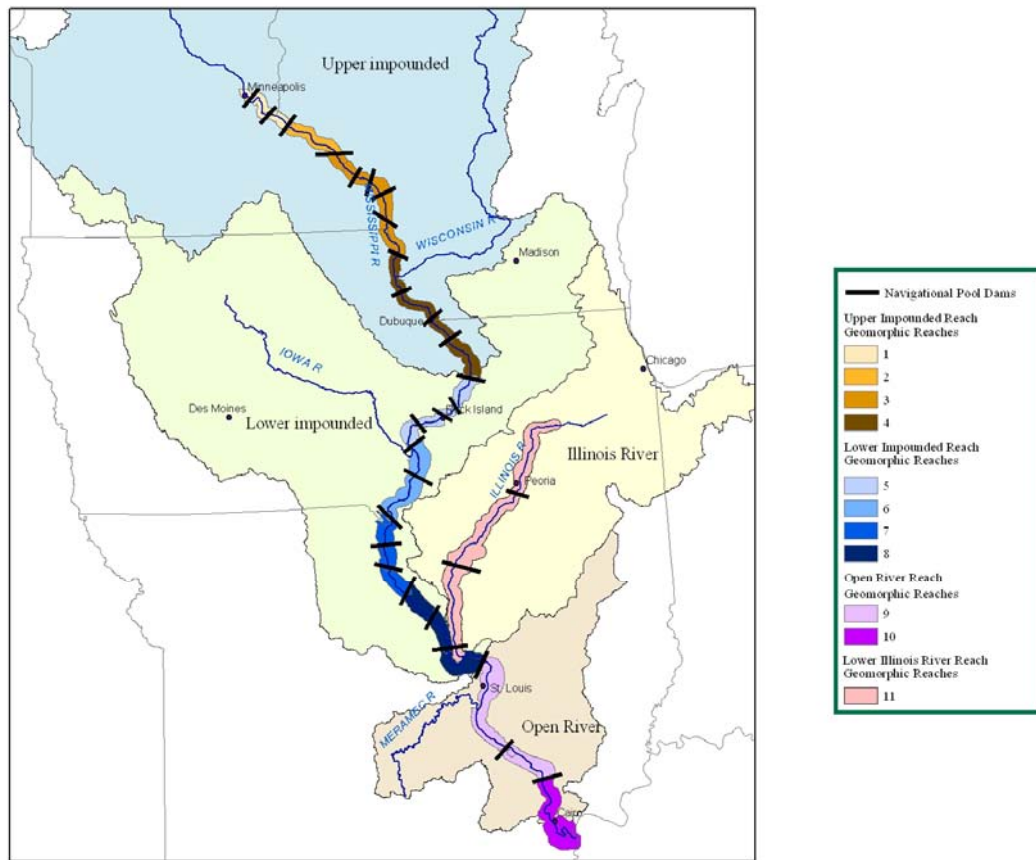 Upper impounded
Minneapolis
MISSISSIPPI R
WISCONSIN R
Madison
Dubuque
IOWA R
Chicago
Des Moines
Rock Island
Lower impounded
Illinois River
ILLINOIS R
Peoria
St. Louis
MERAMEC R
Open River
Cairo
Navigational Pool Dams
Upper Impounded Reach
Geomorphic Reaches
1
2
3
4
Lower Impounded Reach
Geomorphic Reaches
5
6
7
8
Open River Reach
Geomorphic Reaches
9
10
Lower Illinois River Reach
Geomorphic Reaches
11